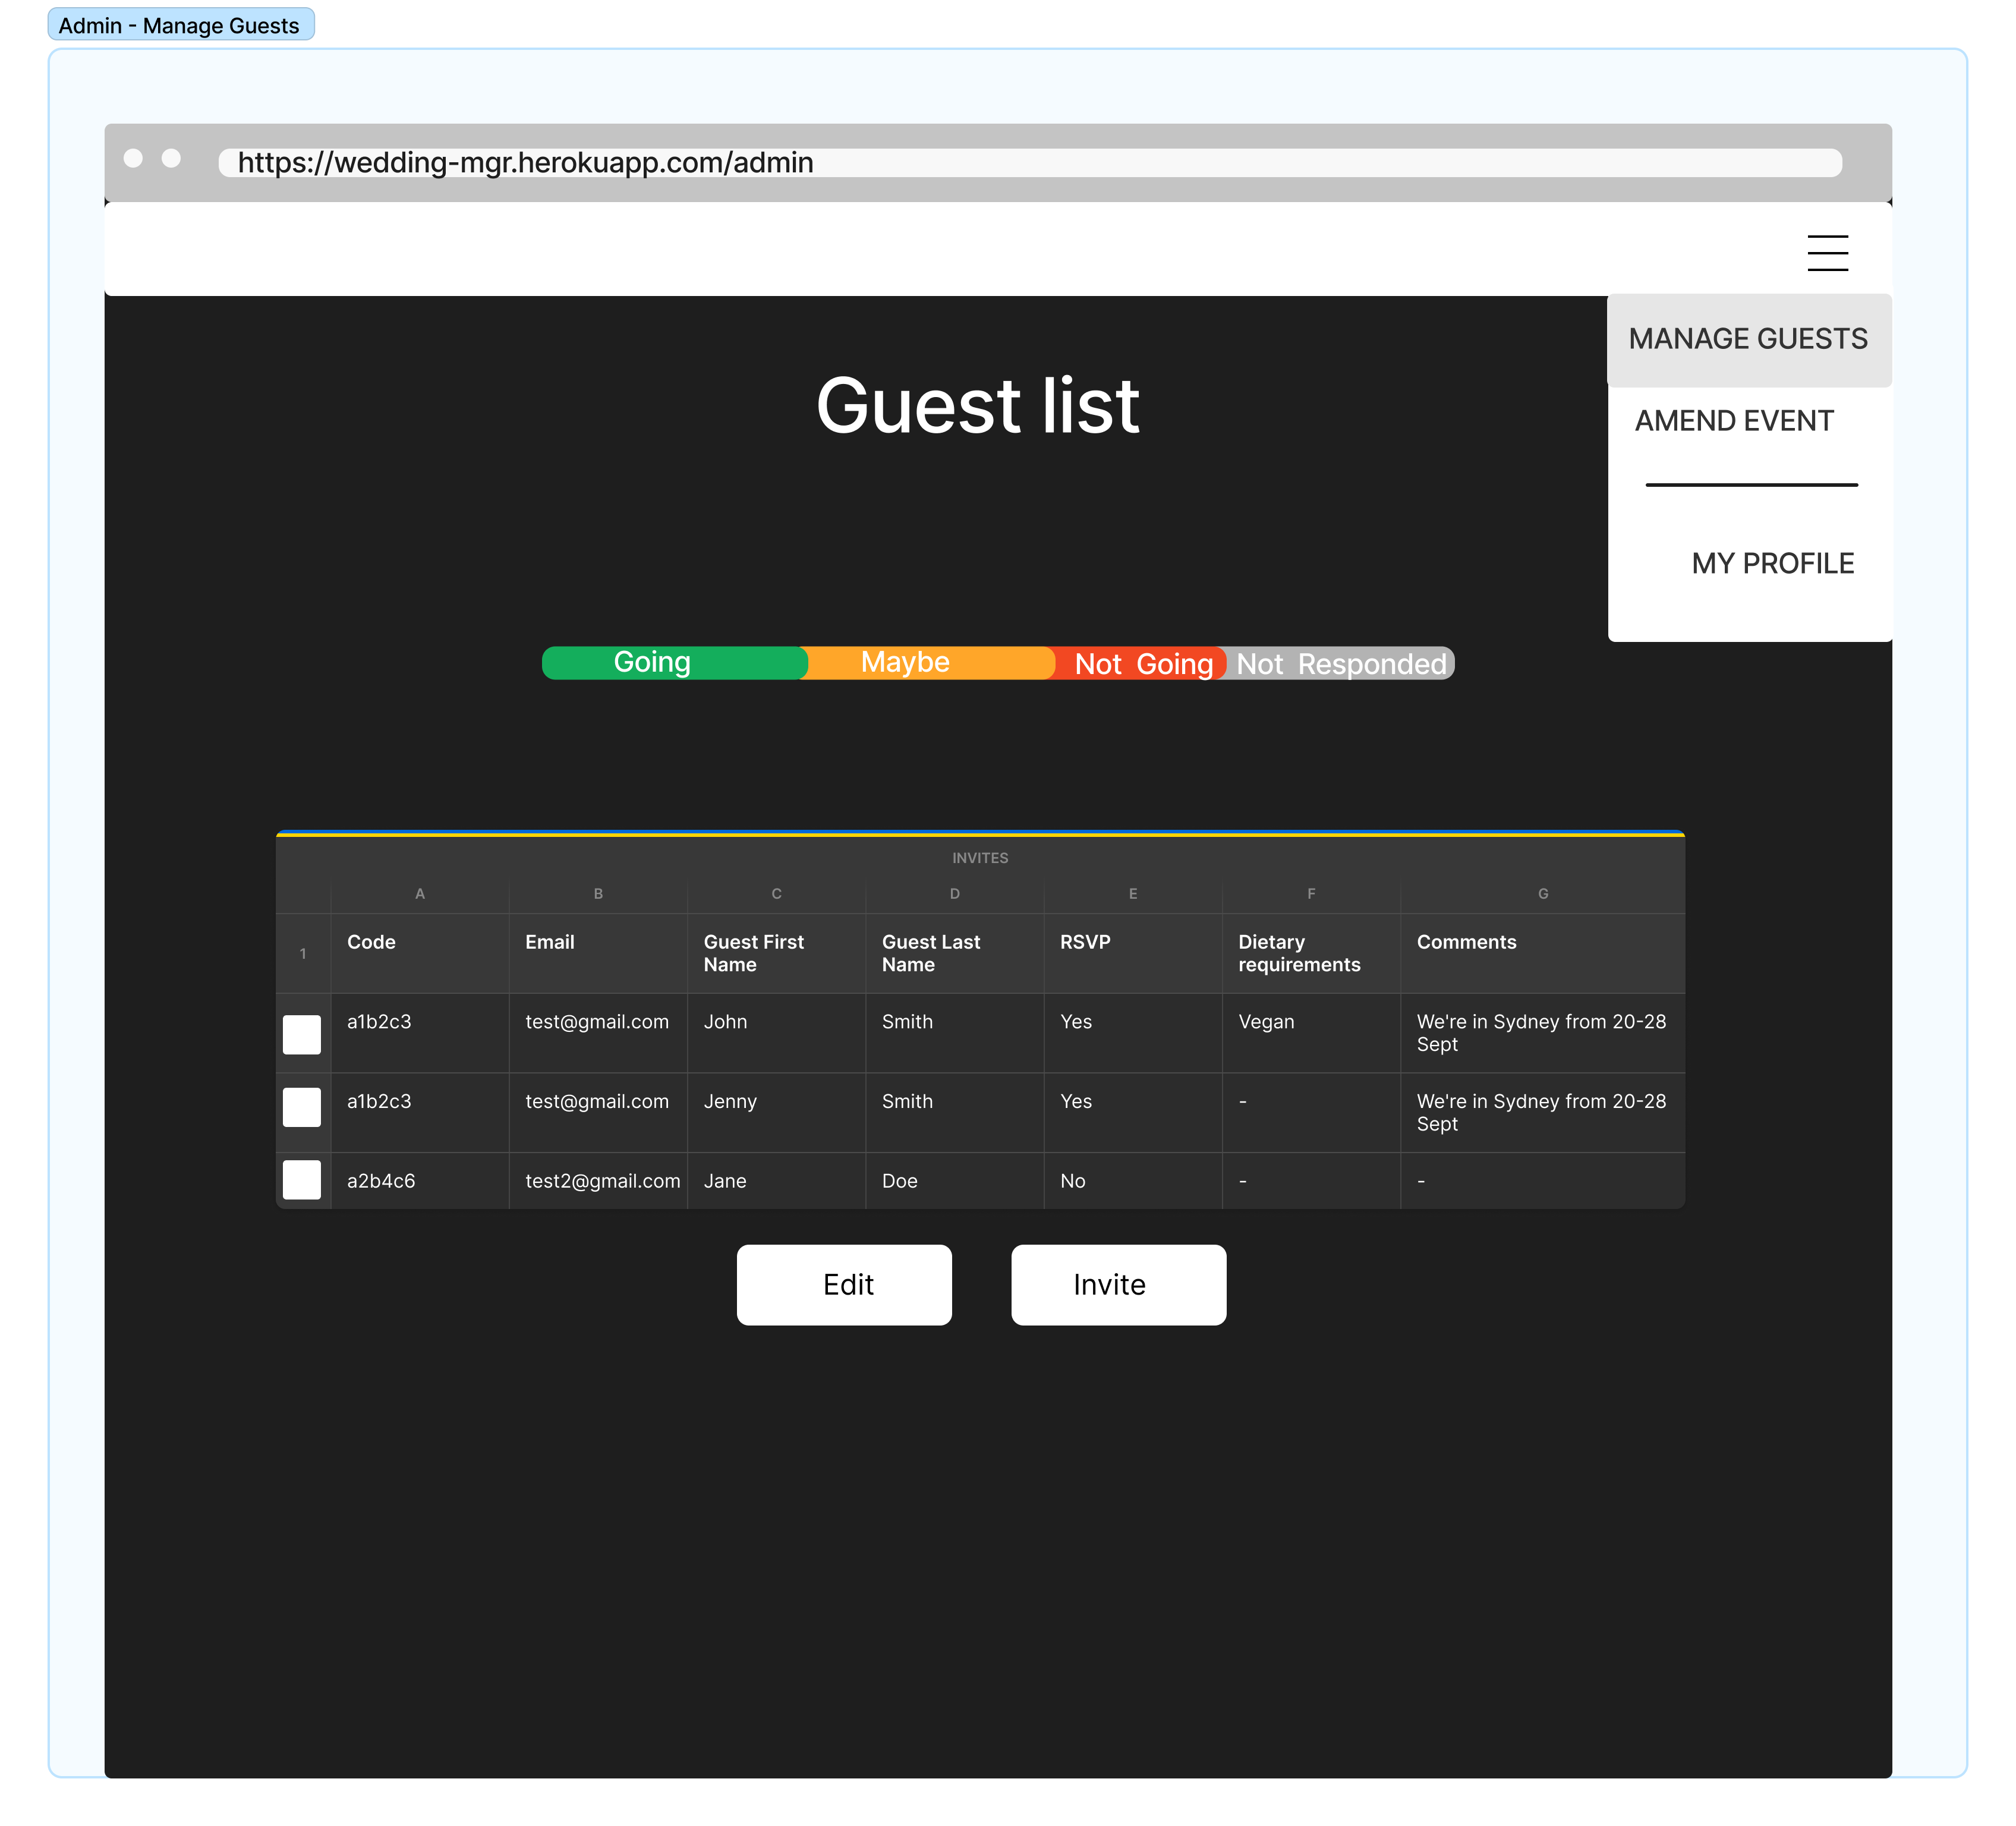 Admin - Manage Guests
https://wedding-mgr.herokuapp.com/admin
MANAGE GUESTS
Guest list
AMEND EVENT
MY PROFILE
Going Maybe Not Going Not Responded
INVITES
A B C D E F G
1 Code Email Guest First Name Guest Last Name RSVP Dietary requirements Comments
a1b2c3 test@gmail.com John Smith Yes Vegan We're in Sydney from 20-28 Sept
a1b2c3 test@gmail.com Jenny Smith Yes - We're in Sydney from 20-28 Sept
a2b4c6 test2@gmail.com Jane Doe No - -
Edit Invite